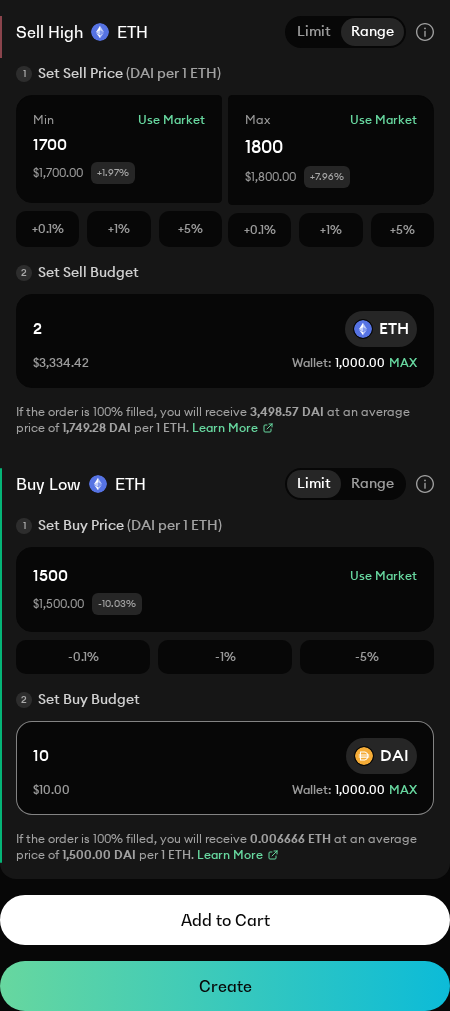 Sell High ETH Limit Range
1 Set Sell Price (DAI per 1 ETH)
Min Use Market
1700
$1,700.00 +1.97%
Max Use Market
1800
$1,800.00 +7.96%
+0.1% +1% +5% +0.1% +1% +5%
2 Set Sell Budget
2 ETH
$3,334.42 Wallet: 1,000.00 MAX
If the order is 100% filled, you will receive 3,498.57 DAI at an average
price of 1,749.28 DAI per 1 ETH. Learn More
Buy Low ETH Limit Range
1 Set Buy Price (DAI per 1 ETH)
1500 Use Market
$1,500.00 -10.03%
-0.1% -1% -5%
2 Set Buy Budget
10 DAI
$10.00 Wallet: 1,000.00 MAX
If the order is 100% filled, you will receive 0.006666 ETH at an average
price of 1,500.00 DAI per 1 ETH. Learn More
Add to Cart
Create